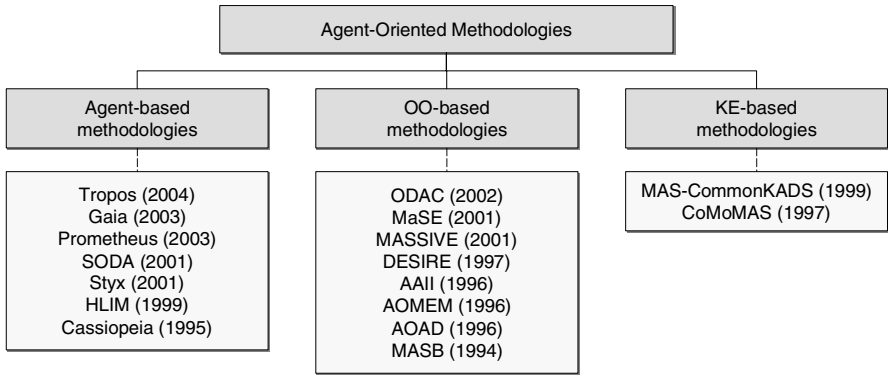 Agent-Oriented Methodologies
Agent-based
methodologies
OO-based
methodologies
KE-based
methodologies
Tropos (2004)
Gaia (2003)
Prometheus (2003)
SODA (2001)
Styx (2001)
HLIM (1999)
Cassiopeia (1995)
ODAC (2002)
MaSE (2001)
MASSIVE (2001)
DESIRE (1997)
AAII (1996)
AOMEM (1996)
AOAD (1996)
MASB (1994)
MAS-CommonKADS (1999)
CoMoMAS (1997)